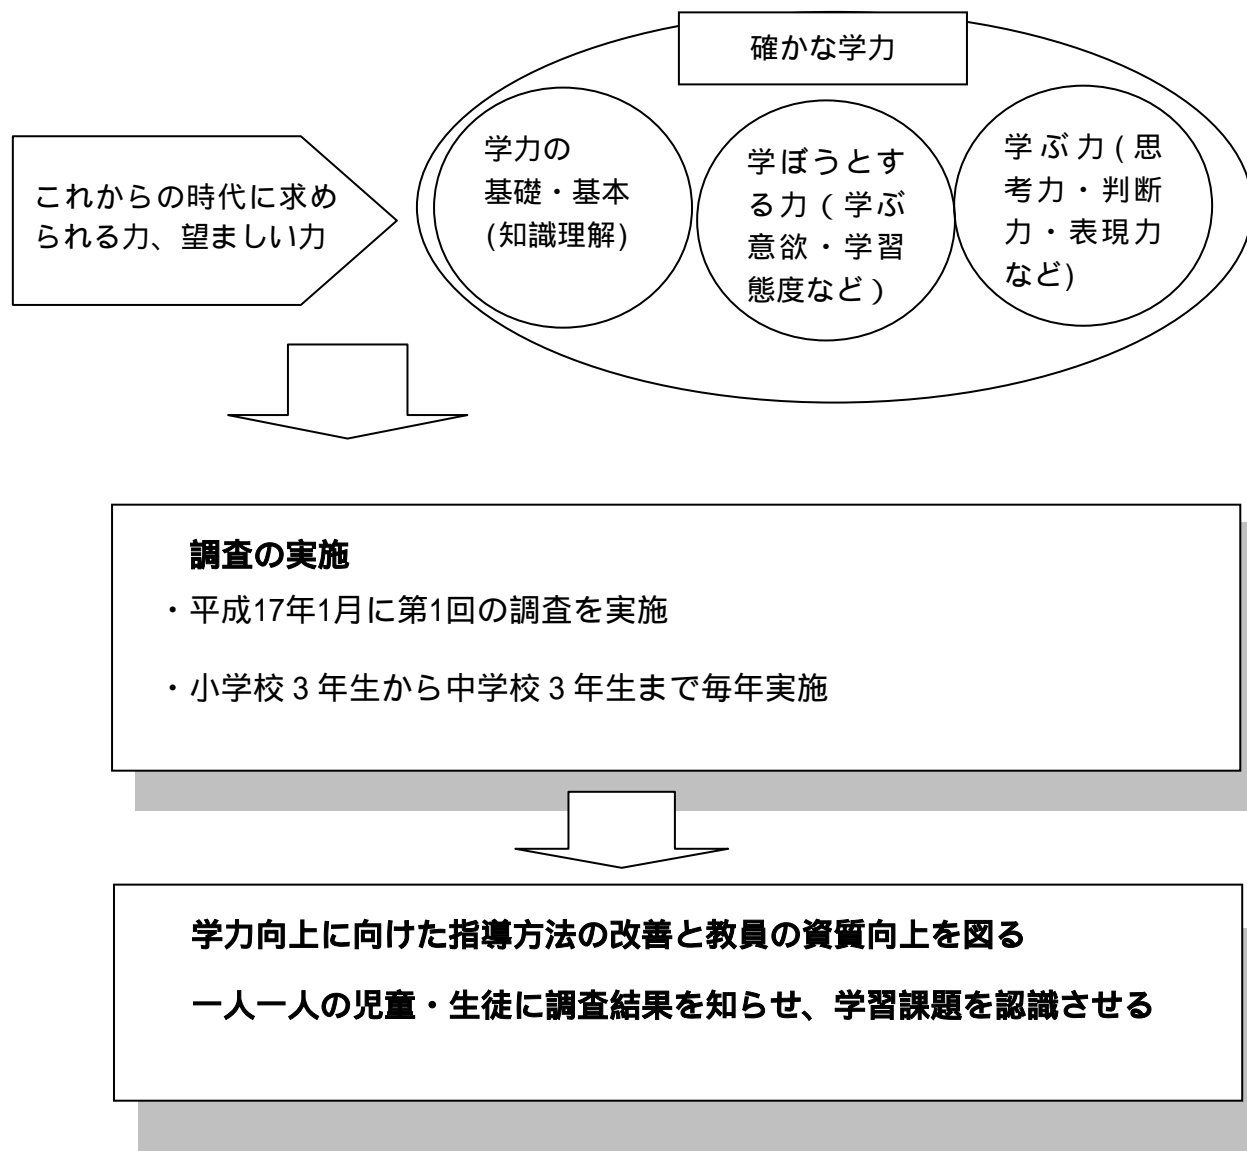 確かな学力
これからの時代に求め
られる力、望ましい力
学力の
基礎・基本
(知識理解)
学ぼうとす
る力(学ぶ
意欲・学習
態度など)
学ぶ力(思
考力・判断
力・表現力
など)
調査の実施
・平成17年1月に第1回の調査を実施
・小学校3年生から中学校3年生まで毎年実施
学力向上に向けた指導方法の改善と教員の資質向上を図る
一人一人の児童・生徒に調査結果を知らせ、学習課題を認識させる